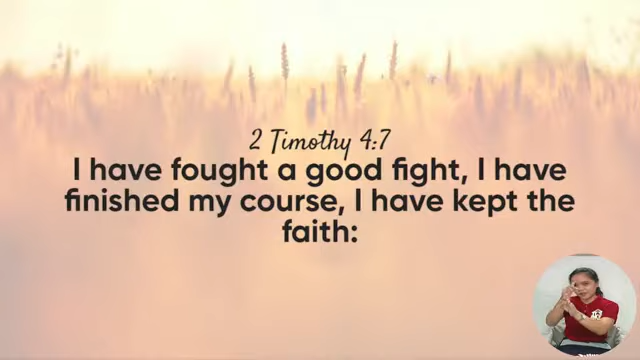 2 Timothy 4:7
I have fought a good fight, I have
finished my course, I have kept the
faith: